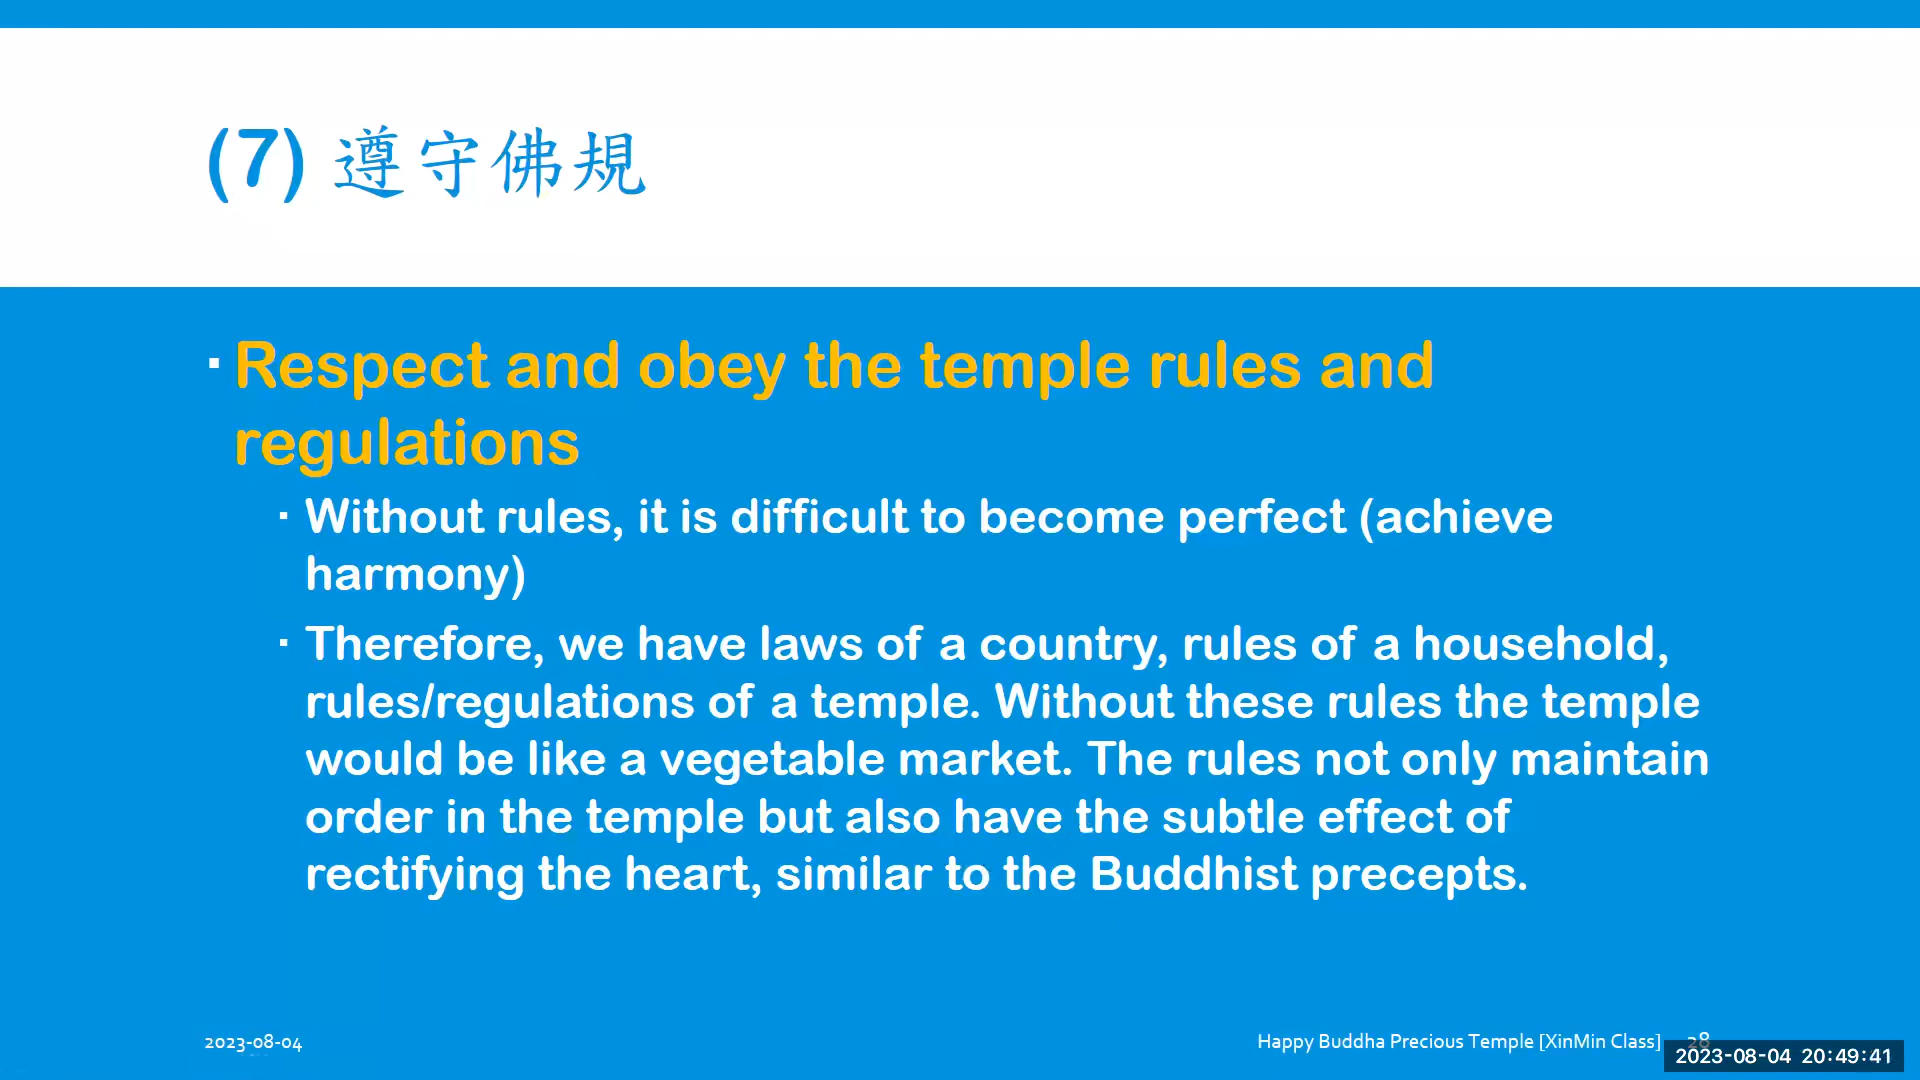 (7) 遵守佛規
Respect and obey the temple rules and
regulations
Without rules, it is difficult to become perfect (achieve
harmony)
Therefore, we have laws of a country, rules of a household,
rules/regulations of a temple. Without these rules the temple
would be like a vegetable market. The rules not only maintain
order in the temple but also have the subtle effect of
rectifying the heart, similar to the Buddhist precepts.
2023-08-04
Happy Buddha Precious Temple [XinMin Class]
28
2023-08-04 20:49:41